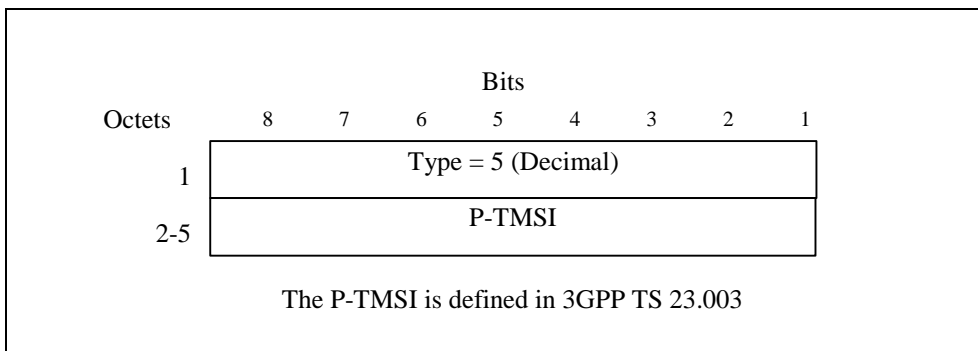 Bits
Octets 8 7 6 5 4 3 2 1
1 Type = 5 (Decimal)
2-5 P-TMSI
The P-TMSI is defined in 3GPP TS 23.003